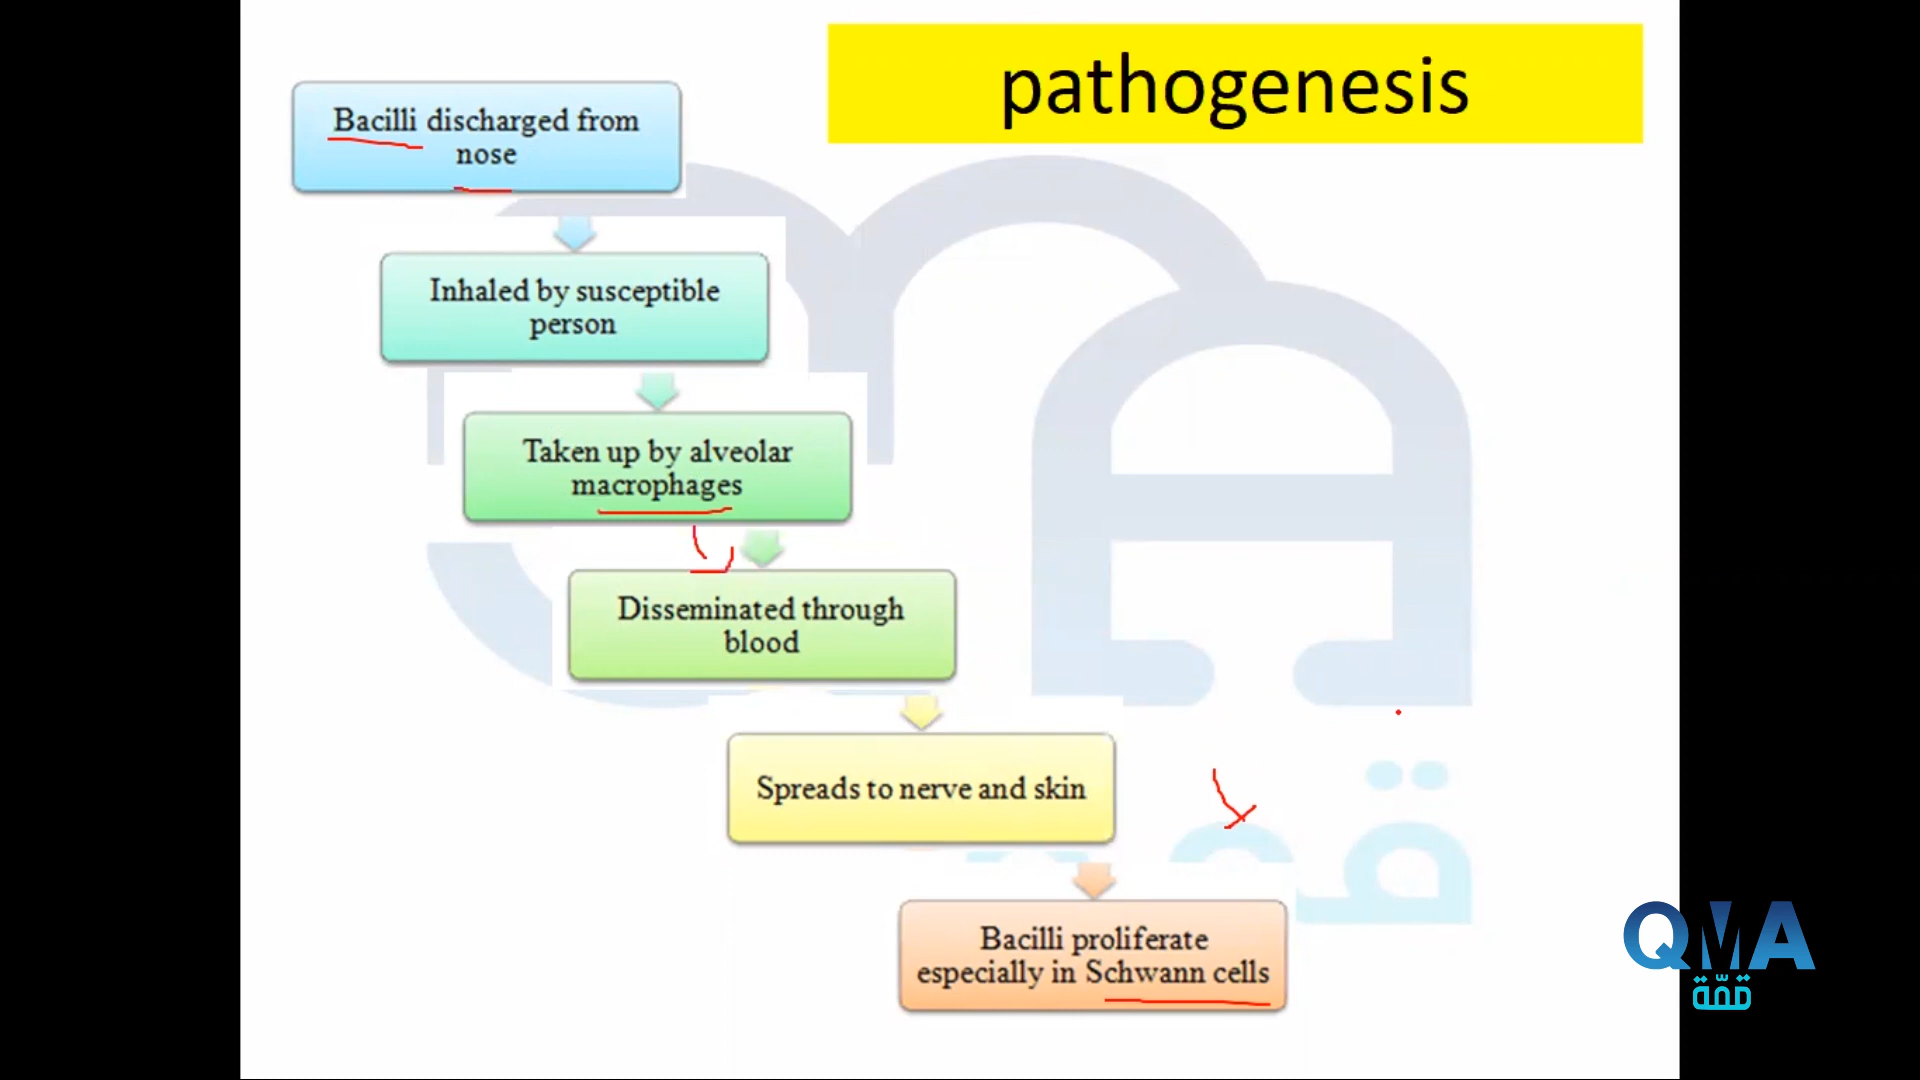 pathogenesis
Bacilli discharged from
nose
Inhaled by susceptible
person
Taken up by alveolar
macrophages
Disseminated through
blood
Spreads to nerve and skin
Bacilli proliferate
especially in Schwann cells
QMA
قمّة